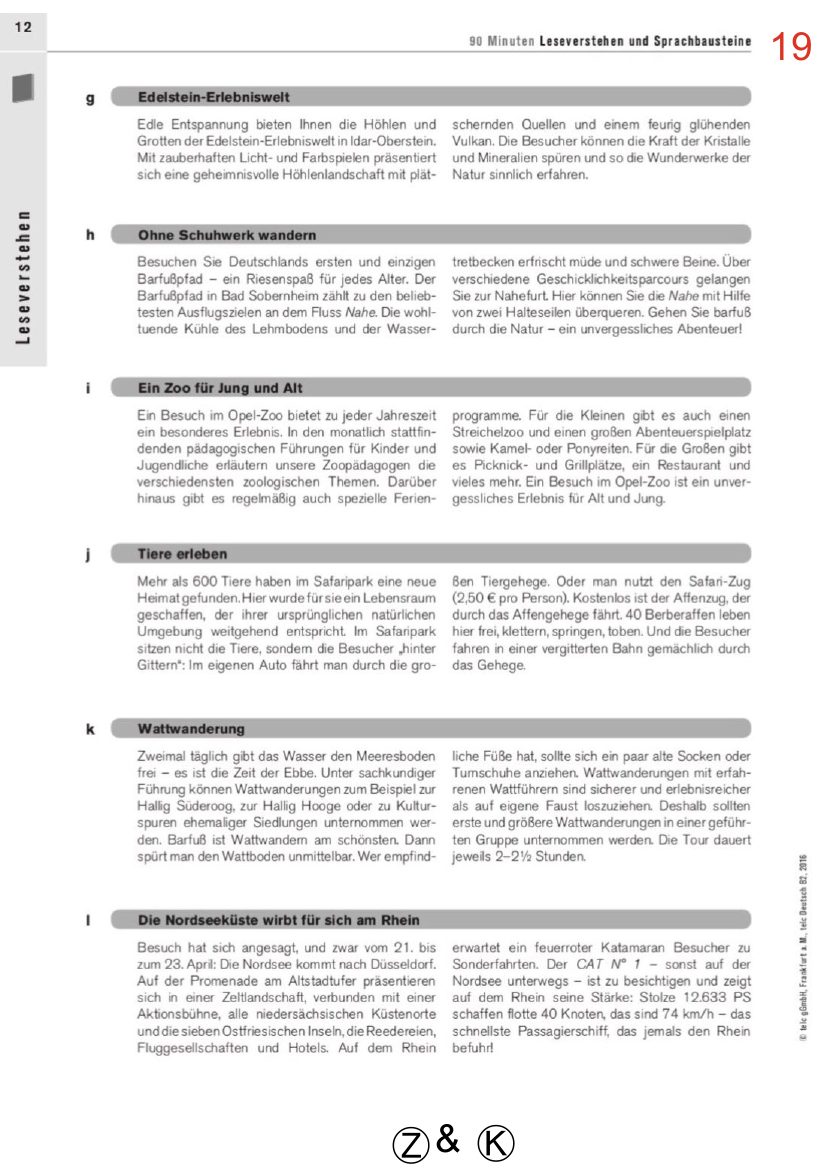 12
90 Minuten Leseverstehen und Sprachbausteine
19
Leseverstehen
g Edelstein-Erlebniswelt
Edle Entspannung bieten Ihnen die Höhlen und
Grotten der Edelstein-Erlebniswelt in Idar-Oberstein.
Mit zauberhaften Licht- und Farbspielen präsentiert
sich eine geheimnisvolle Höhlenlandschaft mit plät-
schernden Quellen und einem feurig glühenden
Vulkan. Die Besucher können die Kraft der Kristalle
und Mineralien spüren und so die Wunderwerke der
Natur sinnlich erfahren.
h Ohne Schuhwerk wandern
Besuchen Sie Deutschlands ersten und einzigen
Barfußpfad – ein Riesenspaß für jedes Alter. Der
Barfußpfad in Bad Sobernheim zählt zu den belieb-
testen Ausflugszielen an dem Fluss Nahe. Die wohl-
tuende Kühle des Lehmbodens und der Wasser-
tretbecken erfrischt müde und schwere Beine. Über
verschiedene Geschicklichkeitsparcours gelangen
Sie zur Nahefurt. Hier können Sie die Nahe mit Hilfe
von zwei Halteseilen überqueren. Gehen Sie barfuß
durch die Natur – ein unvergessliches Abenteuer!
i Ein Zoo für Jung und Alt
Ein Besuch im Opel-Zoo bietet zu jeder Jahreszeit
ein besonderes Erlebnis. In den monatlich stattfin-
denden pädagogischen Führungen für Kinder und
Jugendliche erläutern unsere Zoopädagogen die
verschiedensten zoologischen Themen. Darüber
hinaus gibt es regelmäßig auch spezielle Ferien-
programme. Für die Kleinen gibt es auch einen
Streichelzoo und einen großen Abenteuerspielplatz
sowie Kamel- oder Ponyreiten. Für die Großen gibt
es Picknick- und Grillplätze, ein Restaurant und
vieles mehr. Ein Besuch im Opel-Zoo ist ein unver-
gessliches Erlebnis für Alt und Jung.
j Tiere erleben
Mehr als 600 Tiere haben im Safaripark eine neue
Heimat gefunden. Hier wurde für sie ein Lebensraum
geschaffen, der ihrer ursprünglichen natürlichen
Umgebung weitgehend entspricht. Im Safaripark
sitzen nicht die Tiere, sondern die Besucher „hinter
Gittern“: Im eigenen Auto fährt man durch die gro-
ßen Tiergehege. Oder man nutzt den Safari-Zug
(2,50 € pro Person). Kostenlos ist der Affenzug, der
durch das Affengehege fährt. 40 Berberaffen leben
hier frei, klettern, springen, toben. Und die Besucher
fahren in einer vergitterten Bahn gemächlich durch
das Gehege.
k Wattwanderung
Zweimal täglich gibt das Wasser den Meeresboden
frei – es ist die Zeit der Ebbe. Unter sachkundiger
Führung können Wattwanderungen zum Beispiel zur
Hallig Süderoog, zur Hallig Hooge oder zu Kultur-
spuren ehemaliger Siedlungen unternommen wer-
den. Barfuß ist Wattwandern am schönsten. Dann
spürt man den Wattboden unmittelbar. Wer empfind-
liche Füße hat, sollte sich ein paar alte Socken oder
Turnschuhe anziehen. Wattwanderungen mit erfah-
renen Wattführern sind sicherer und erlebnisreicher
als auf eigene Faust loszuziehen. Deshalb sollten
erste und größere Wattwanderungen in einer geführ-
ten Gruppe unternommen werden. Die Tour dauert
jeweils 2–2½ Stunden.
l Die Nordseeküste wirbt für sich am Rhein
Besuch hat sich angesagt, und zwar vom 21. bis
zum 23. April: Die Nordsee kommt nach Düsseldorf.
Auf der Promenade am Altstadtufer präsentieren
sich in einer Zeltlandschaft, verbunden mit einer
Aktionsbühne, alle niedersächsischen Küstenorte
und die sieben Ostfriesischen Inseln, die Reedereien,
Fluggesellschaften und Hotels. Auf dem Rhein
erwartet ein feuerroter Katamaran Besucher zu
Sonderfahrten. Der CAT N° 1 – sonst auf der
Nordsee unterwegs – ist zu besichtigen und zeigt
auf dem Rhein seine Stärke: Stolze 12.633 PS
schaffen flotte 40 Knoten, das sind 74 km/h – das
schnellste Passagierschiff, das jemals den Rhein
befuhr!
© telc gGmbH, Frankfurt a. M., telc Deutsch B2, 2016
Z & K